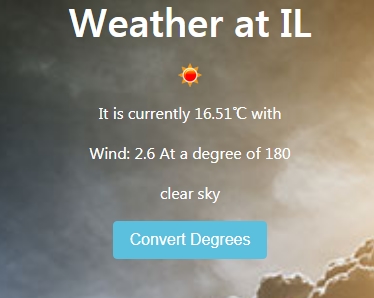 Weather at IL
It is currently 16.51℃ with
Wind: 2.6 At a degree of 180
clear sky
Convert Degrees